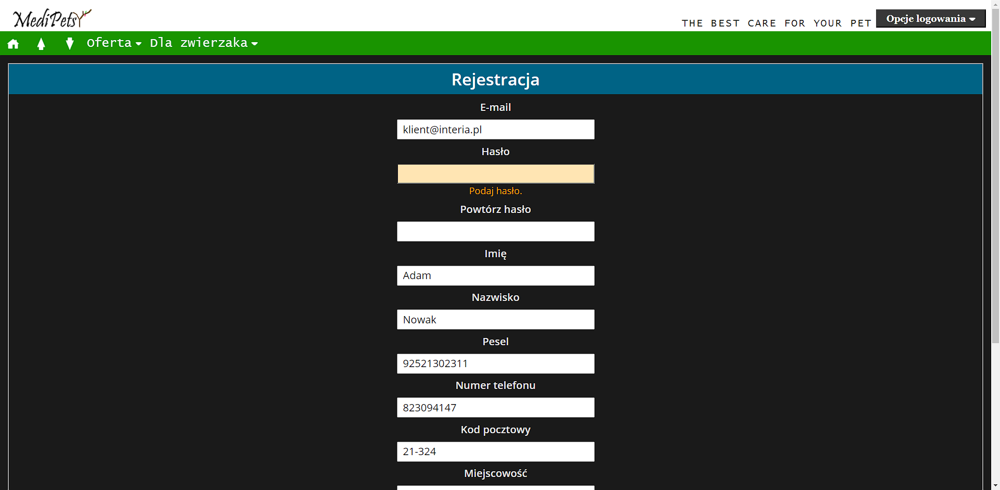 MediPets
THE BEST CARE FOR YOUR PET
Opcje logowania
Oferta
Dla zwierzaka
Rejestracja
E-mail
klient@interia.pl
Hasło
Podaj hasło.
Powtórz hasło
Imię
Adam
Nazwisko
Nowak
Pesel
92521302311
Numer telefonu
823094147
Kod pocztowy
21-324
Miejscowość